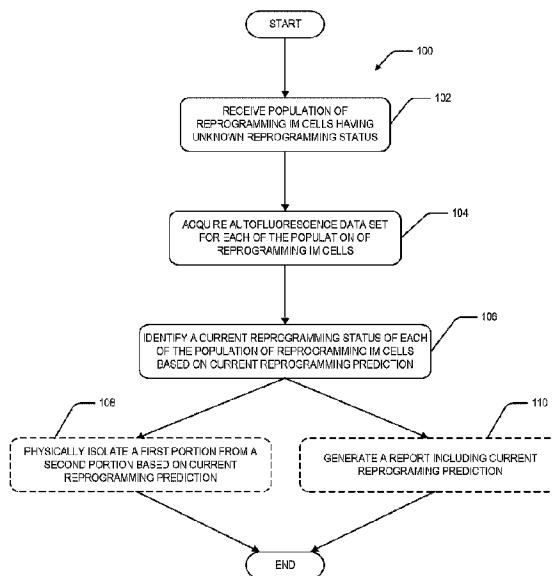 START
100
102
RECEIVE POPULATION OF
REPROGRAMMING IM CELLS HAVING
UNKNOWN REPROGRAMMING STATUS
104
ACQUIRE AUTOFLUORESCENCE DATA SET
FOR EACH OF THE POPULATION OF
REPROGRAMMING IM CELLS
106
IDENTIFY A CURRENT REPROGRAMMING STATUS OF EACH
OF THE POPULATION OF REPROGRAMMING IM CELLS
BASED ON CURRENT REPROGRAMMING PREDICTION
108
PHYSICALLY ISOLATE A FIRST PORTION FROM A
SECOND PORTION BASED ON CURRENT
REPROGRAMMING PREDICTION
110
GENERATE A REPORT INCLUDING CURRENT
REPROGRAMING PREDICTION
END